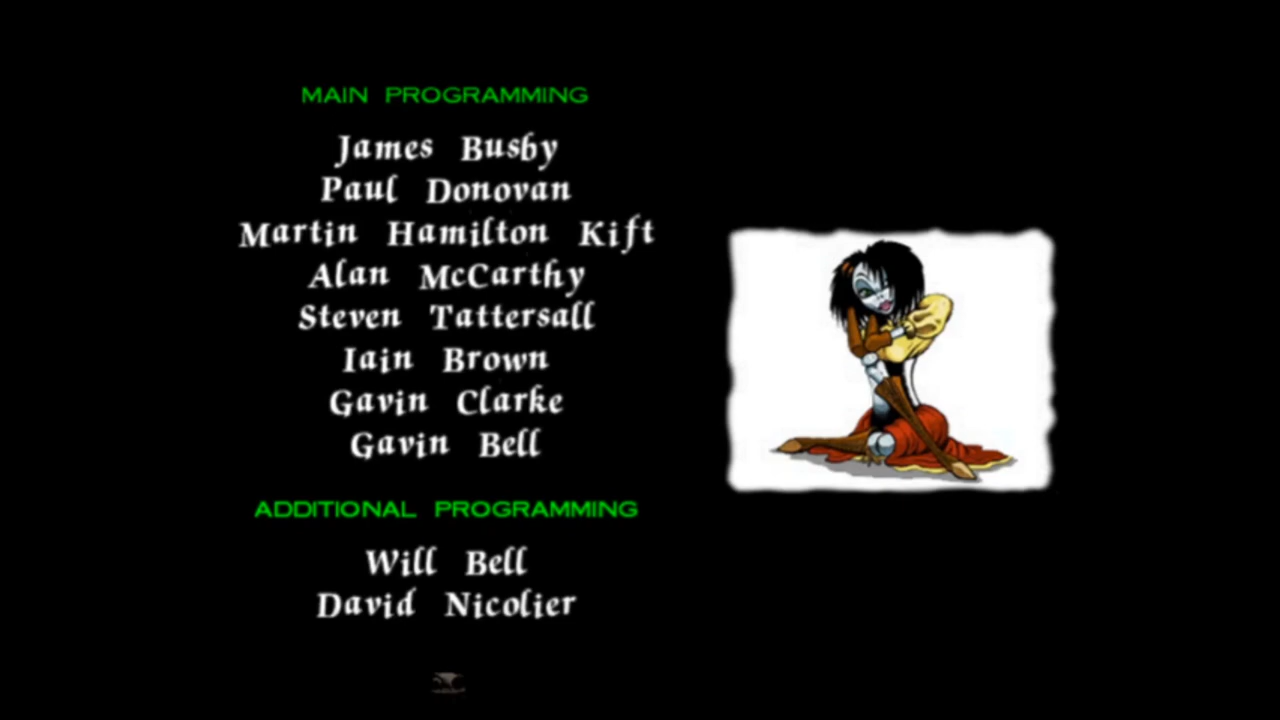 MAIN PROGRAMMING
James Busby
Paul Donovan
Martin Hamilton Kift
Alan McCarthy
Steven Tattersall
Iain Brown
Gavin Clarke
Gavin Bell
ADDITIONAL PROGRAMMING
Will Bell
David Nicolier